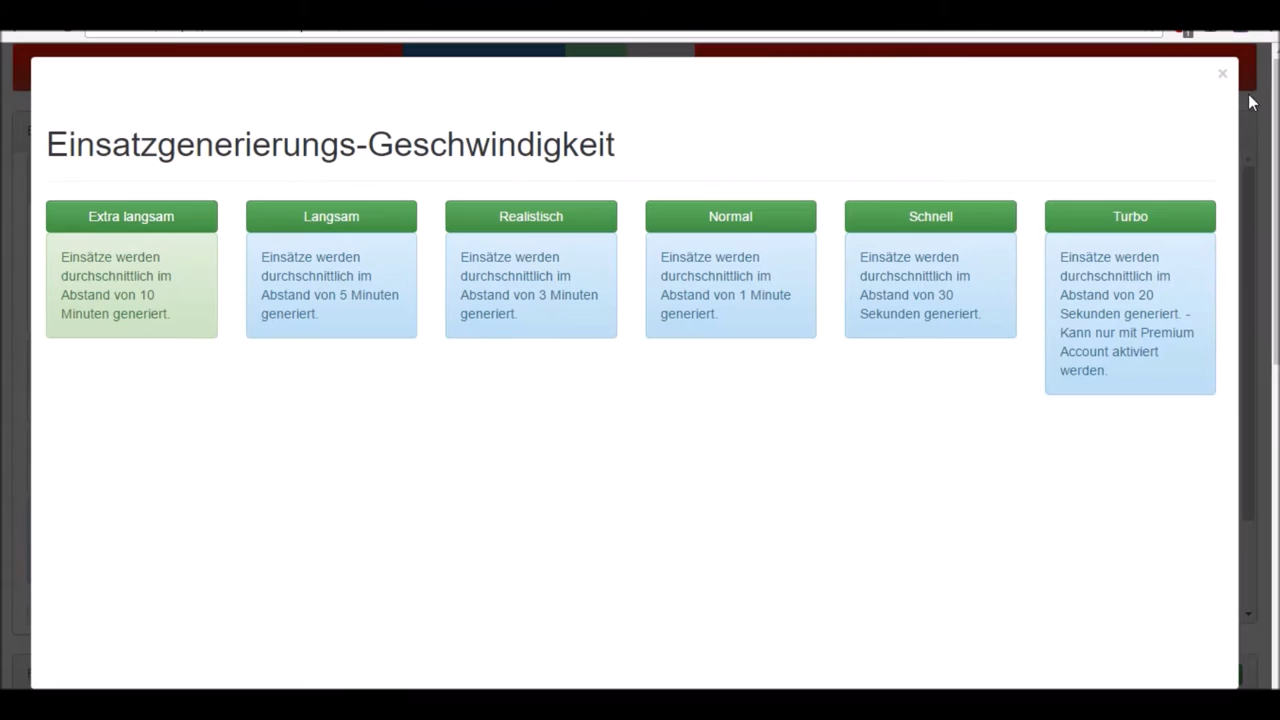 ×
Einsatzgenerierungs-Geschwindigkeit
Extra langsam
Einsätze werden
durchschnittlich im
Abstand von 10
Minuten generiert.
Langsam
Einsätze werden
durchschnittlich im
Abstand von 5 Minuten
generiert.
Realistisch
Einsätze werden
durchschnittlich im
Abstand von 3 Minuten
generiert.
Normal
Einsätze werden
durchschnittlich im
Abstand von 1 Minute
generiert.
Schnell
Einsätze werden
durchschnittlich im
Abstand von 30
Sekunden generiert.
Turbo
Einsätze werden
durchschnittlich im
Abstand von 20
Sekunden generiert. -
Kann nur mit Premium
Account aktiviert
werden.